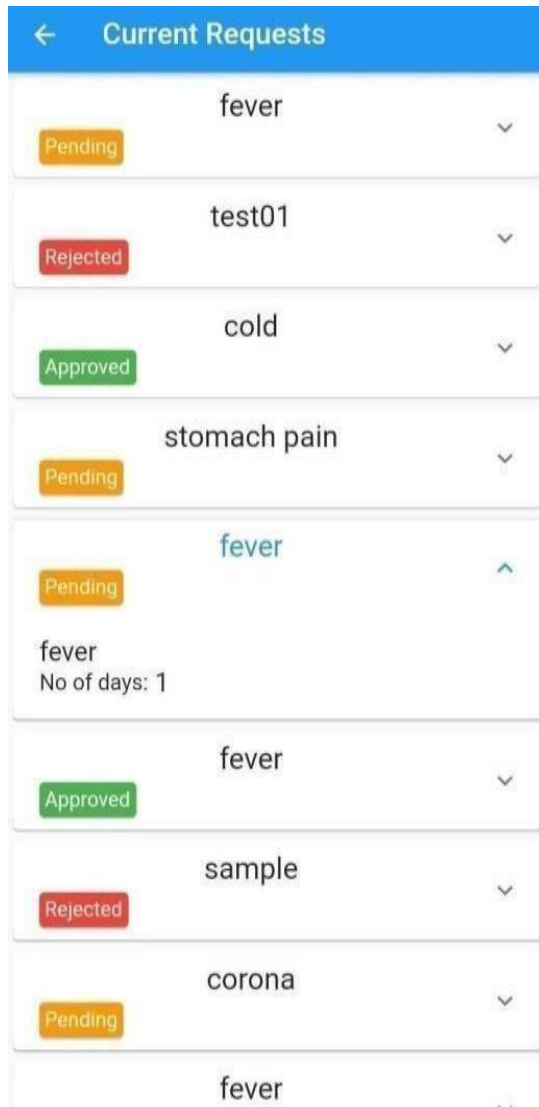 Current Requests
fever
Pending
test01
Rejected
cold
Approved
stomach pain
Pending
fever
Pending
fever
No of days: 1
fever
Approved
sample
Rejected
corona
Pending
fever